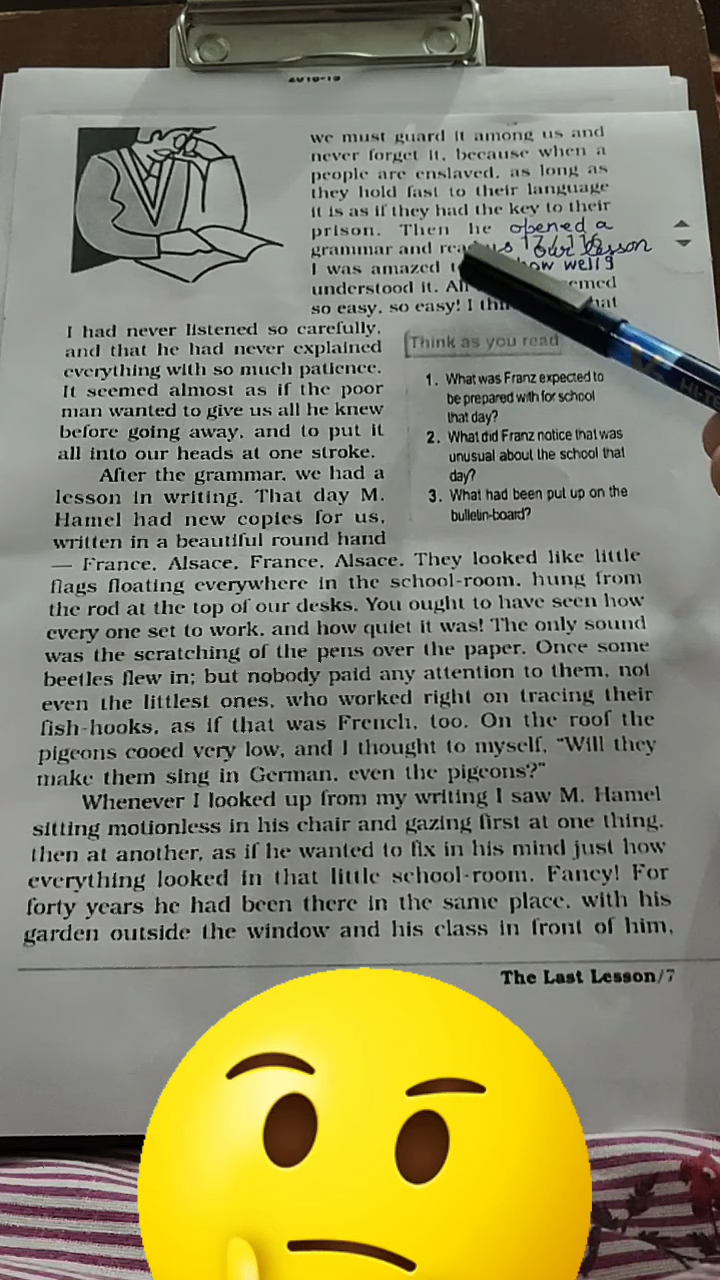 2018-19
we must guard it among us and
never forget it, because when a
people are enslaved, as long as
they hold fast to their language
it is as if they had the key to their
prison. Then he opened a
grammar and read us our lesson
I was amazed how well I
understood it. All emed
so easy, so easy! I thi hat
I had never listened so carefully,
and that he had never explained
everything with so much patience.
It seemed almost as if the poor
man wanted to give us all he knew
before going away, and to put it
all into our heads at one stroke.
Think as you read
1. What was Franz expected to
be prepared with for school
that day?
2. What did Franz notice that was
unusual about the school that
day?
3. What had been put up on the
bulletin-board?
After the grammar, we had a
lesson in writing. That day M.
Hamel had new copies for us,
written in a beautiful round hand
— France, Alsace, France, Alsace. They looked like little
flags floating everywhere in the school-room, hung from
the rod at the top of our desks. You ought to have seen how
every one set to work, and how quiet it was! The only sound
was the scratching of the pens over the paper. Once some
beetles flew in; but nobody paid any attention to them, not
even the littlest ones, who worked right on tracing their
fish-hooks, as if that was French, too. On the roof the
pigeons cooed very low, and I thought to myself, "Will they
make them sing in German, even the pigeons?"
Whenever I looked up from my writing I saw M. Hamel
sitting motionless in his chair and gazing first at one thing,
then at another, as if he wanted to fix in his mind just how
everything looked in that little school-room. Fancy! For
forty years he had been there in the same place, with his
garden outside the window and his class in front of him,
The Last Lesson/7
HI-TE